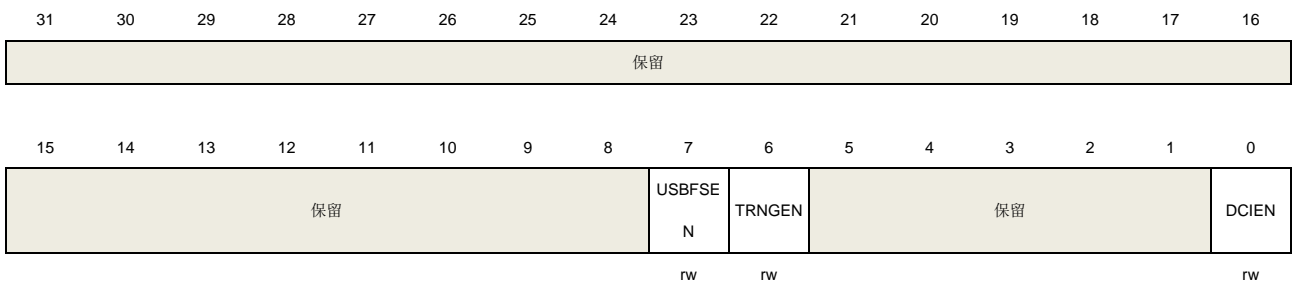 31 30 29 28 27 26 25 24 23 22 21 20 19 18 17 16
保留
15 14 13 12 11 10 9 8 7 6 5 4 3 2 1 0
保留 USBFSE
N TRNGEN 保留 DCIEN
rw rw rw